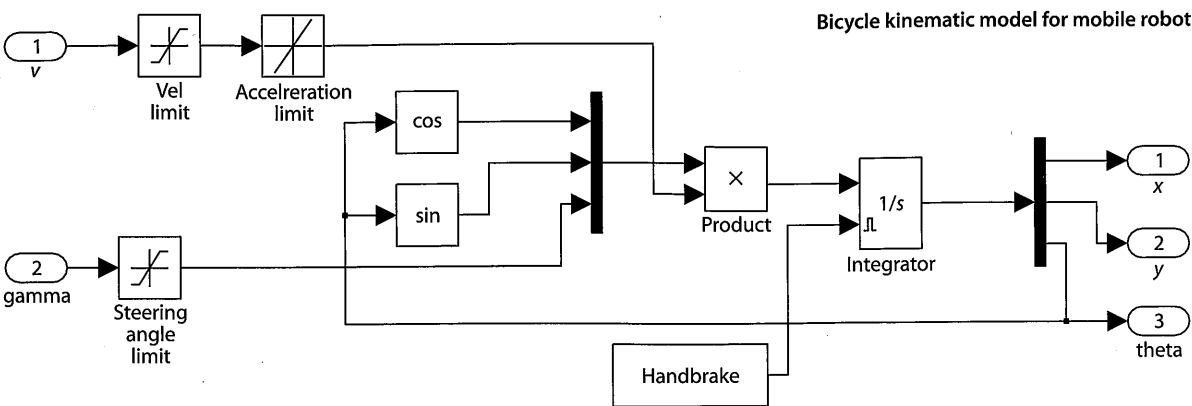 Bicycle kinematic model for mobile robot
1
v
Vel
limit
Accelreration
limit
cos
sin
×
Product
1/s
Integrator
1
x
2
y
3
theta
2
gamma
Steering
angle
limit
Handbrake